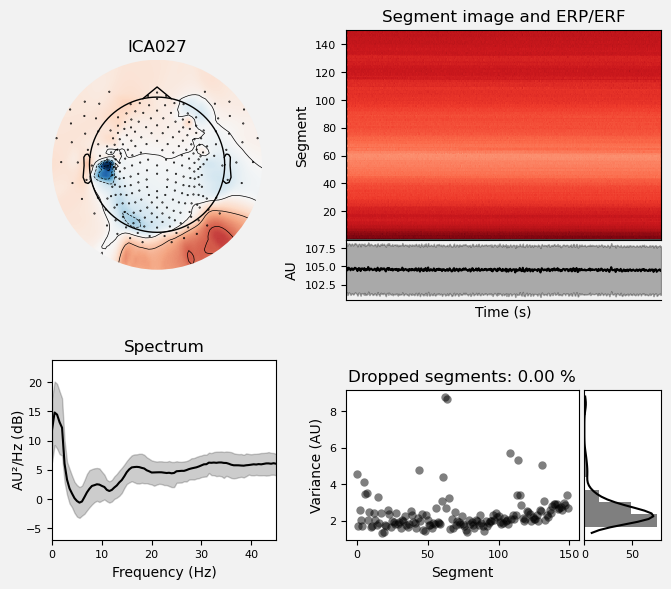 ICA027
Segment image and ERP/ERF
Segment
140
120
100
80
60
40
20
AU
107.5
105.0
102.5
Time (s)
Spectrum
AU²/Hz (dB)
20
15
10
5
0
−5
0 10 20 30 40
Frequency (Hz)
Dropped segments: 0.00 %
Variance (AU)
8
6
4
2
0 50 100 150
Segment
0 50